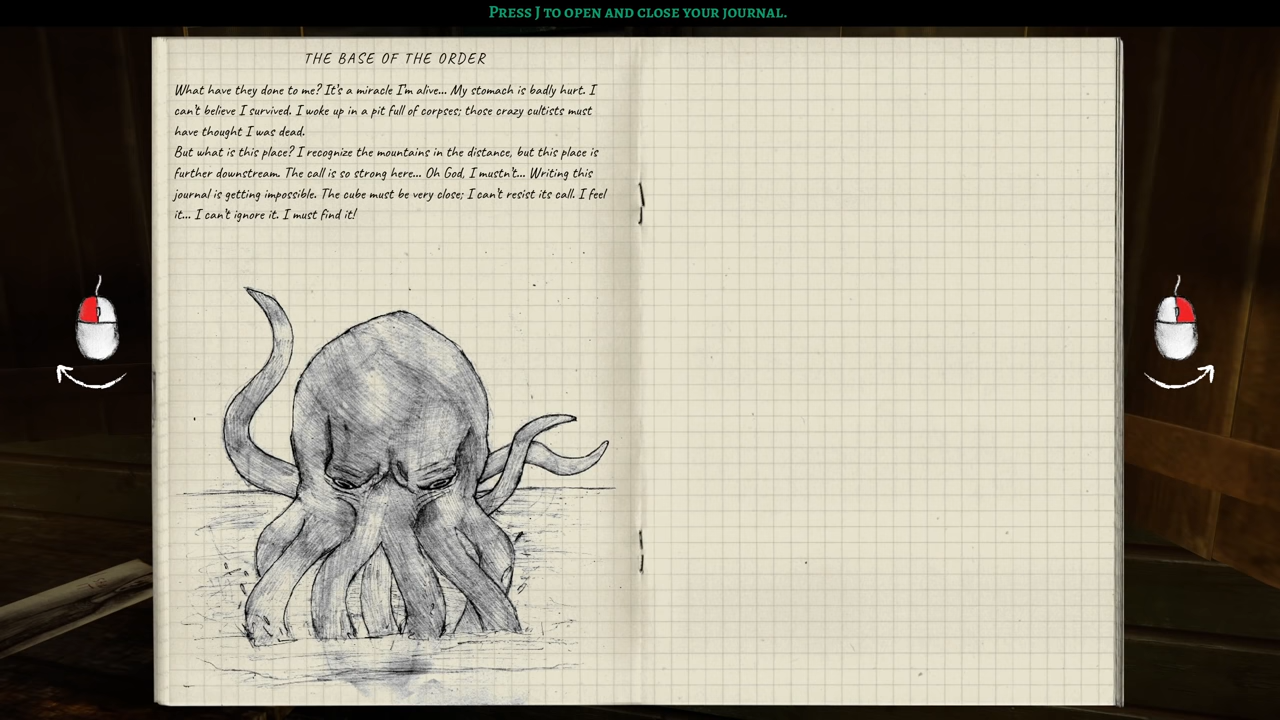 Press J to open and close your journal.
THE BASE OF THE ORDER
What have they done to me? It's a miracle I'm alive... My stomach is badly hurt. I
can't believe I survived. I woke up in a pit full of corpses; those crazy cultists must
have thought I was dead.
But what is this place? I recognize the mountains in the distance, but this place is
further downstream. The call is so strong here... Oh God, I mustn't... Writing this
journal is getting impossible. The cube must be very close; I can't resist its call. I feel
it... I can't ignore it. I must find it!